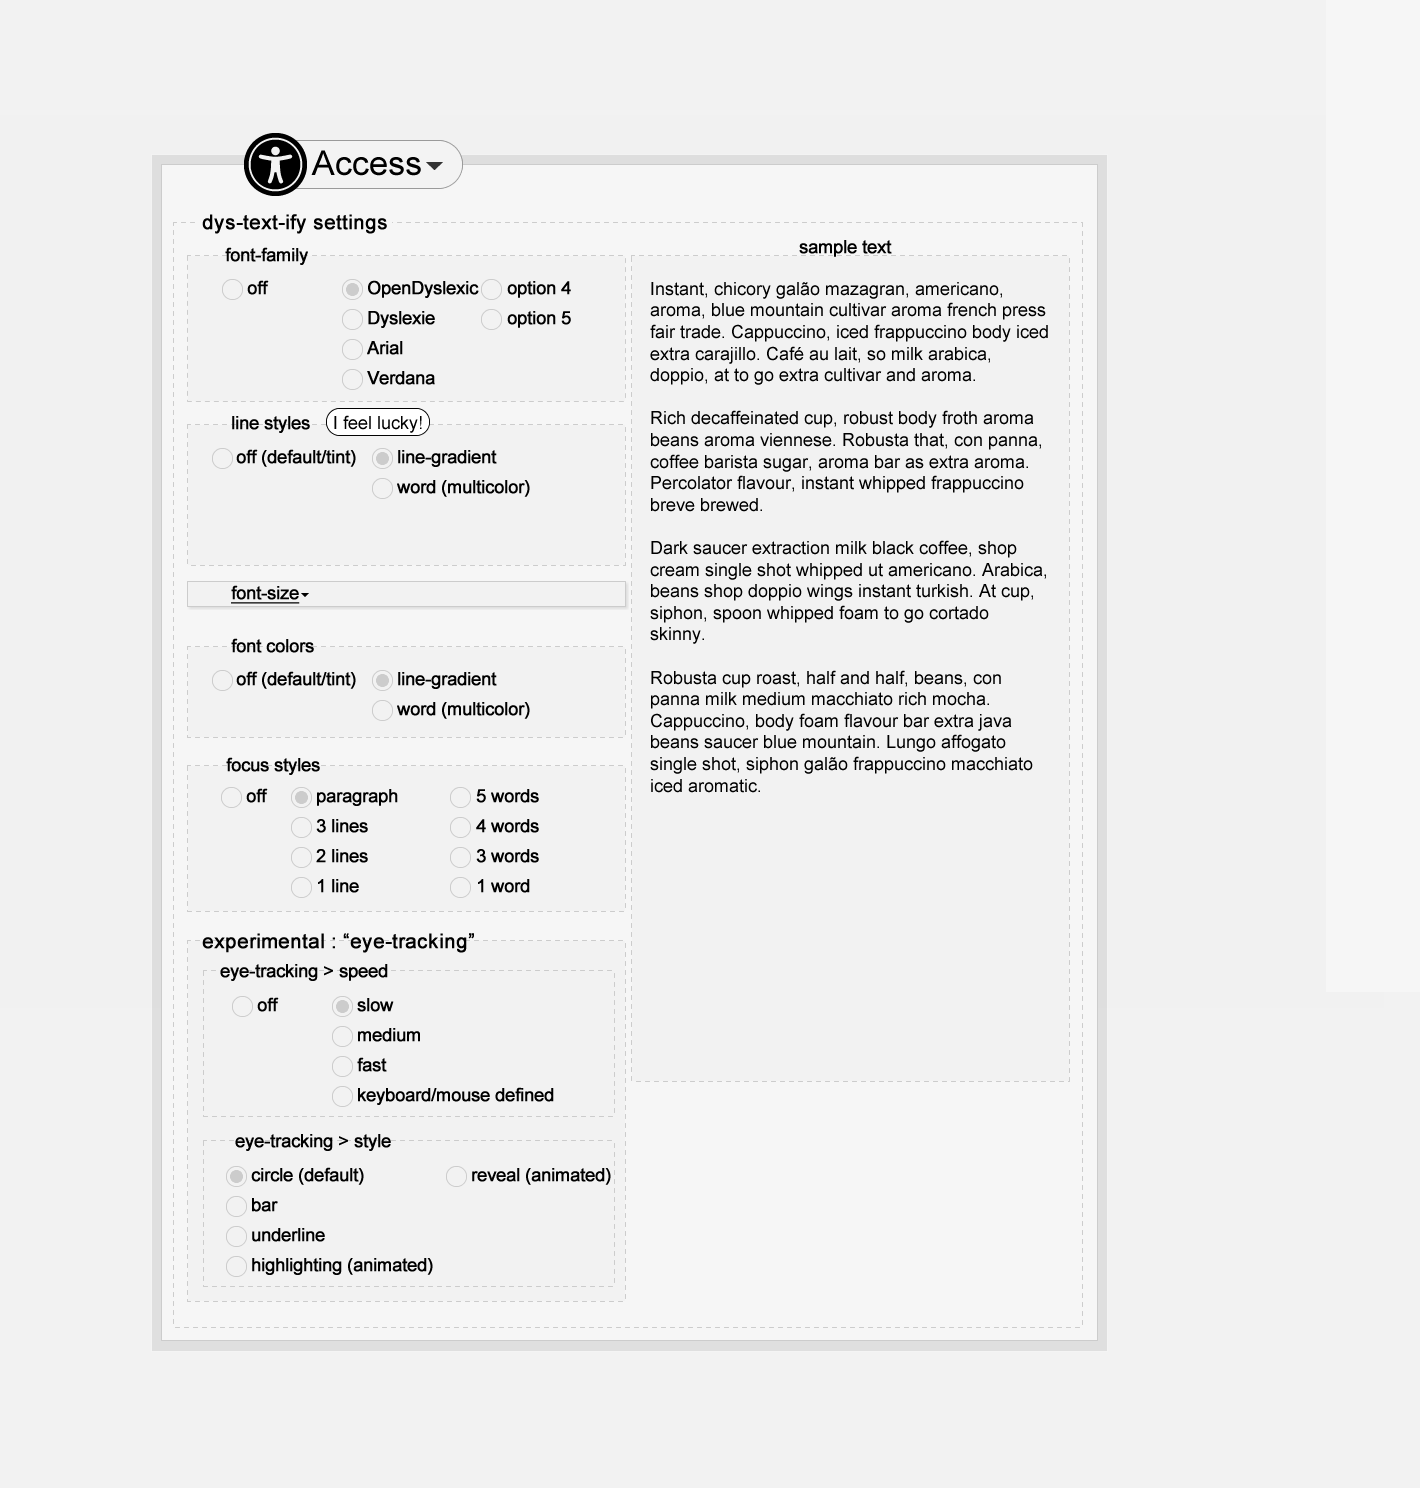 Access
dys-text-ify settings
font-family
off
OpenDyslexic
option 4
Dyslexie
option 5
Arial
Verdana
line styles
I feel lucky!
off (default/tint)
line-gradient
word (multicolor)
font-size
font colors
off (default/tint)
line-gradient
word (multicolor)
focus styles
off
paragraph
5 words
3 lines
4 words
2 lines
3 words
1 line
1 word
experimental : “eye-tracking”
eye-tracking > speed
off
slow
medium
fast
keyboard/mouse defined
eye-tracking > style
circle (default)
reveal (animated)
bar
underline
highlighting (animated)
sample text
Instant, chicory galão mazagran, americano,
aroma, blue mountain cultivar aroma french press
fair trade. Cappuccino, iced frappuccino body iced
extra carajillo. Café au lait, so milk arabica,
doppio, at to go extra cultivar and aroma.
Rich decaffeinated cup, robust body froth aroma
beans aroma viennese. Robusta that, con panna,
coffee barista sugar, aroma bar as extra aroma.
Percolator flavour, instant whipped frappuccino
breve brewed.
Dark saucer extraction milk black coffee, shop
cream single shot whipped ut americano. Arabica,
beans shop doppio wings instant turkish. At cup,
siphon, spoon whipped foam to go cortado
skinny.
Robusta cup roast, half and half, beans, con
panna milk medium macchiato rich mocha.
Cappuccino, body foam flavour bar extra java
beans saucer blue mountain. Lungo affogato
single shot, siphon galão frappuccino macchiato
iced aromatic.